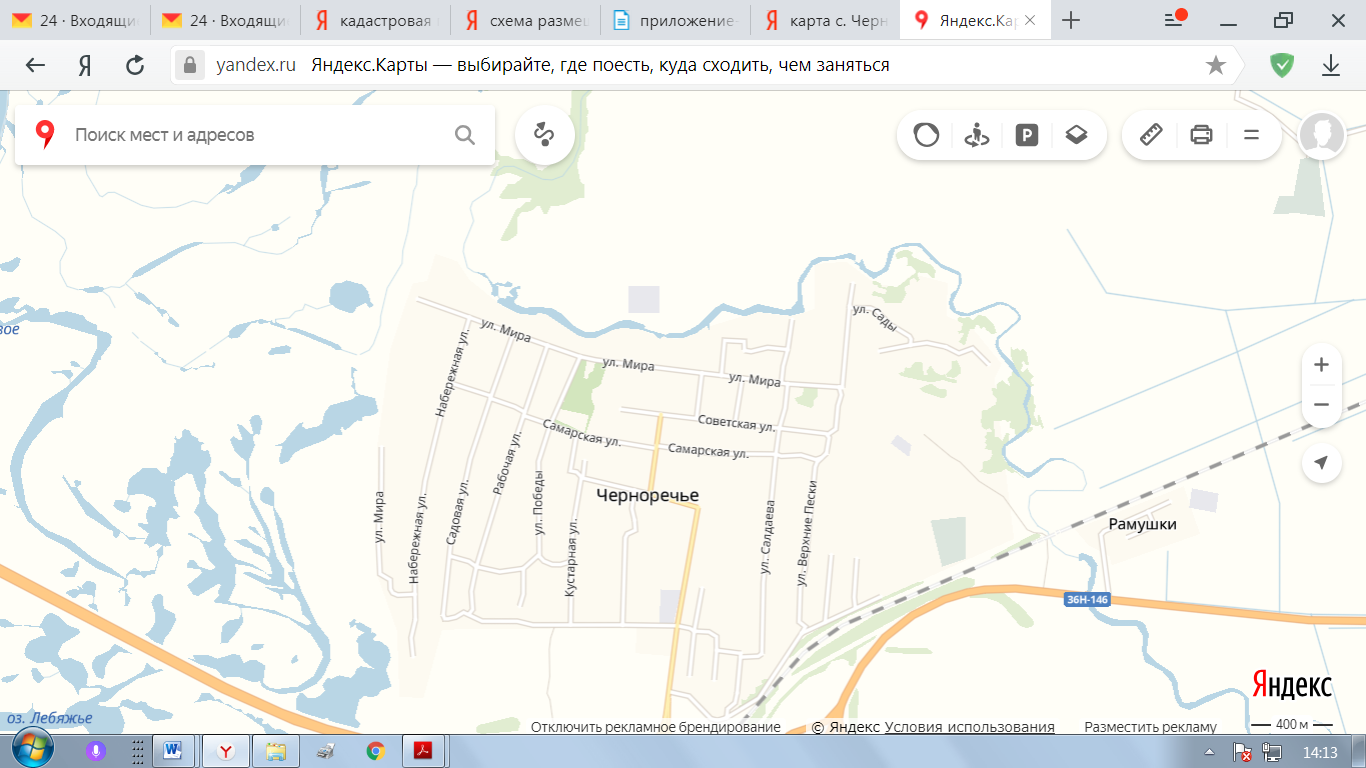 24 · Входящие
24 · Входящие
кадастровая
схема разме
приложение-
карта с. Черн
Яндекс.Кар
yandex.ru Яндекс.Карты — выбирайте, где поесть, куда сходить, чем заняться
Поиск мест и адресов
ул. Мира
ул. Мира
ул. Мира
ул. Сады
Набережная ул.
Советская ул.
Самарская ул.
Самарская ул.
Рабочая ул.
Черноречье
ул. Мира
Набережная ул.
Садовая ул.
ул. Победы
Кустарная ул.
ул. Салдаева
ул. Верхние Пески
Рамушки
36Н-146
оз. Лебяжье
вое
Яндекс
400 м
Отключить рекламное брендирование
© Яндекс Условия использования
Разместить рекламу
14:13